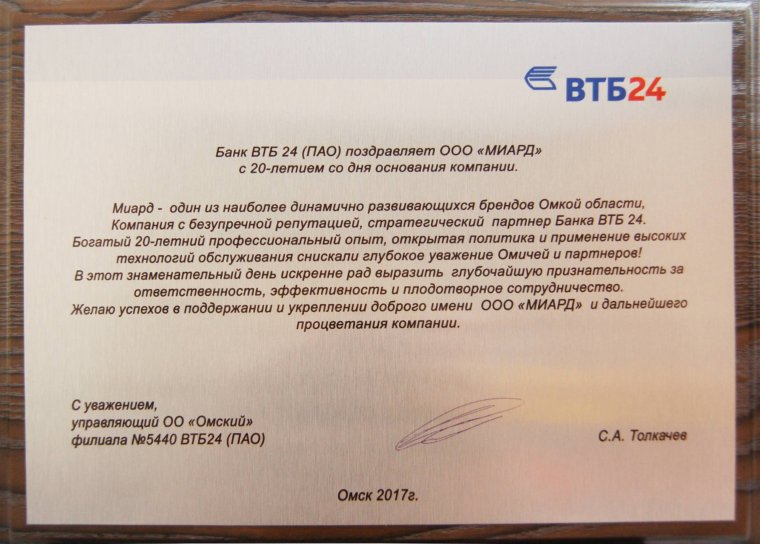 ВТБ24
Банк ВТБ 24 (ПАО) поздравляет ООО «МИАРД»
с 20-летием со дня основания компании.
Миард - один из наиболее динамично развивающихся брендов Омкой области,
Компания с безупречной репутацией, стратегический партнер Банка ВТБ 24.
Богатый 20-летний профессиональный опыт, открытая политика и применение высоких
технологий обслуживания снискали глубокое уважение Омичей и партнеров!
В этот знаменательный день искренне рад выразить глубочайшую признательность за
ответственность, эффективность и плодотворное сотрудничество.
Желаю успехов в поддержании и укреплении доброго имени ООО «МИАРД» и дальнейшего
процветания компании.
С уважением,
управляющий ОО «Омский»
филиала №5440 ВТБ24 (ПАО)
С.А. Толкачев
Омск 2017г.